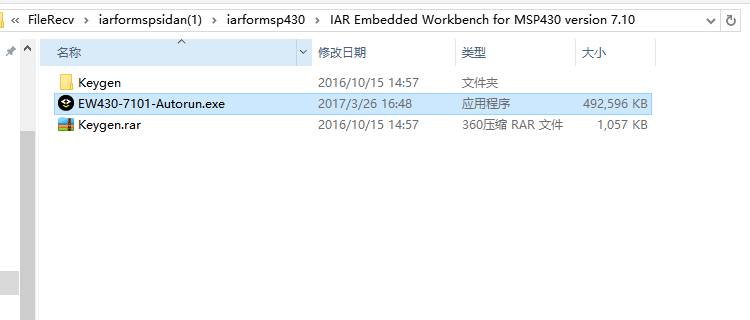 « FileRecv › iarformspsidan(1) › iarformsp430 › IAR Embedded Workbench for MSP430 version 7.10
名称 修改日期 类型 大小
Keygen 2016/10/15 14:57 文件夹
EW430-7101-Autorun.exe 2017/3/26 16:48 应用程序 492,596 KB
Keygen.rar 2016/10/15 14:57 360压缩 RAR 文件 1,057 KB